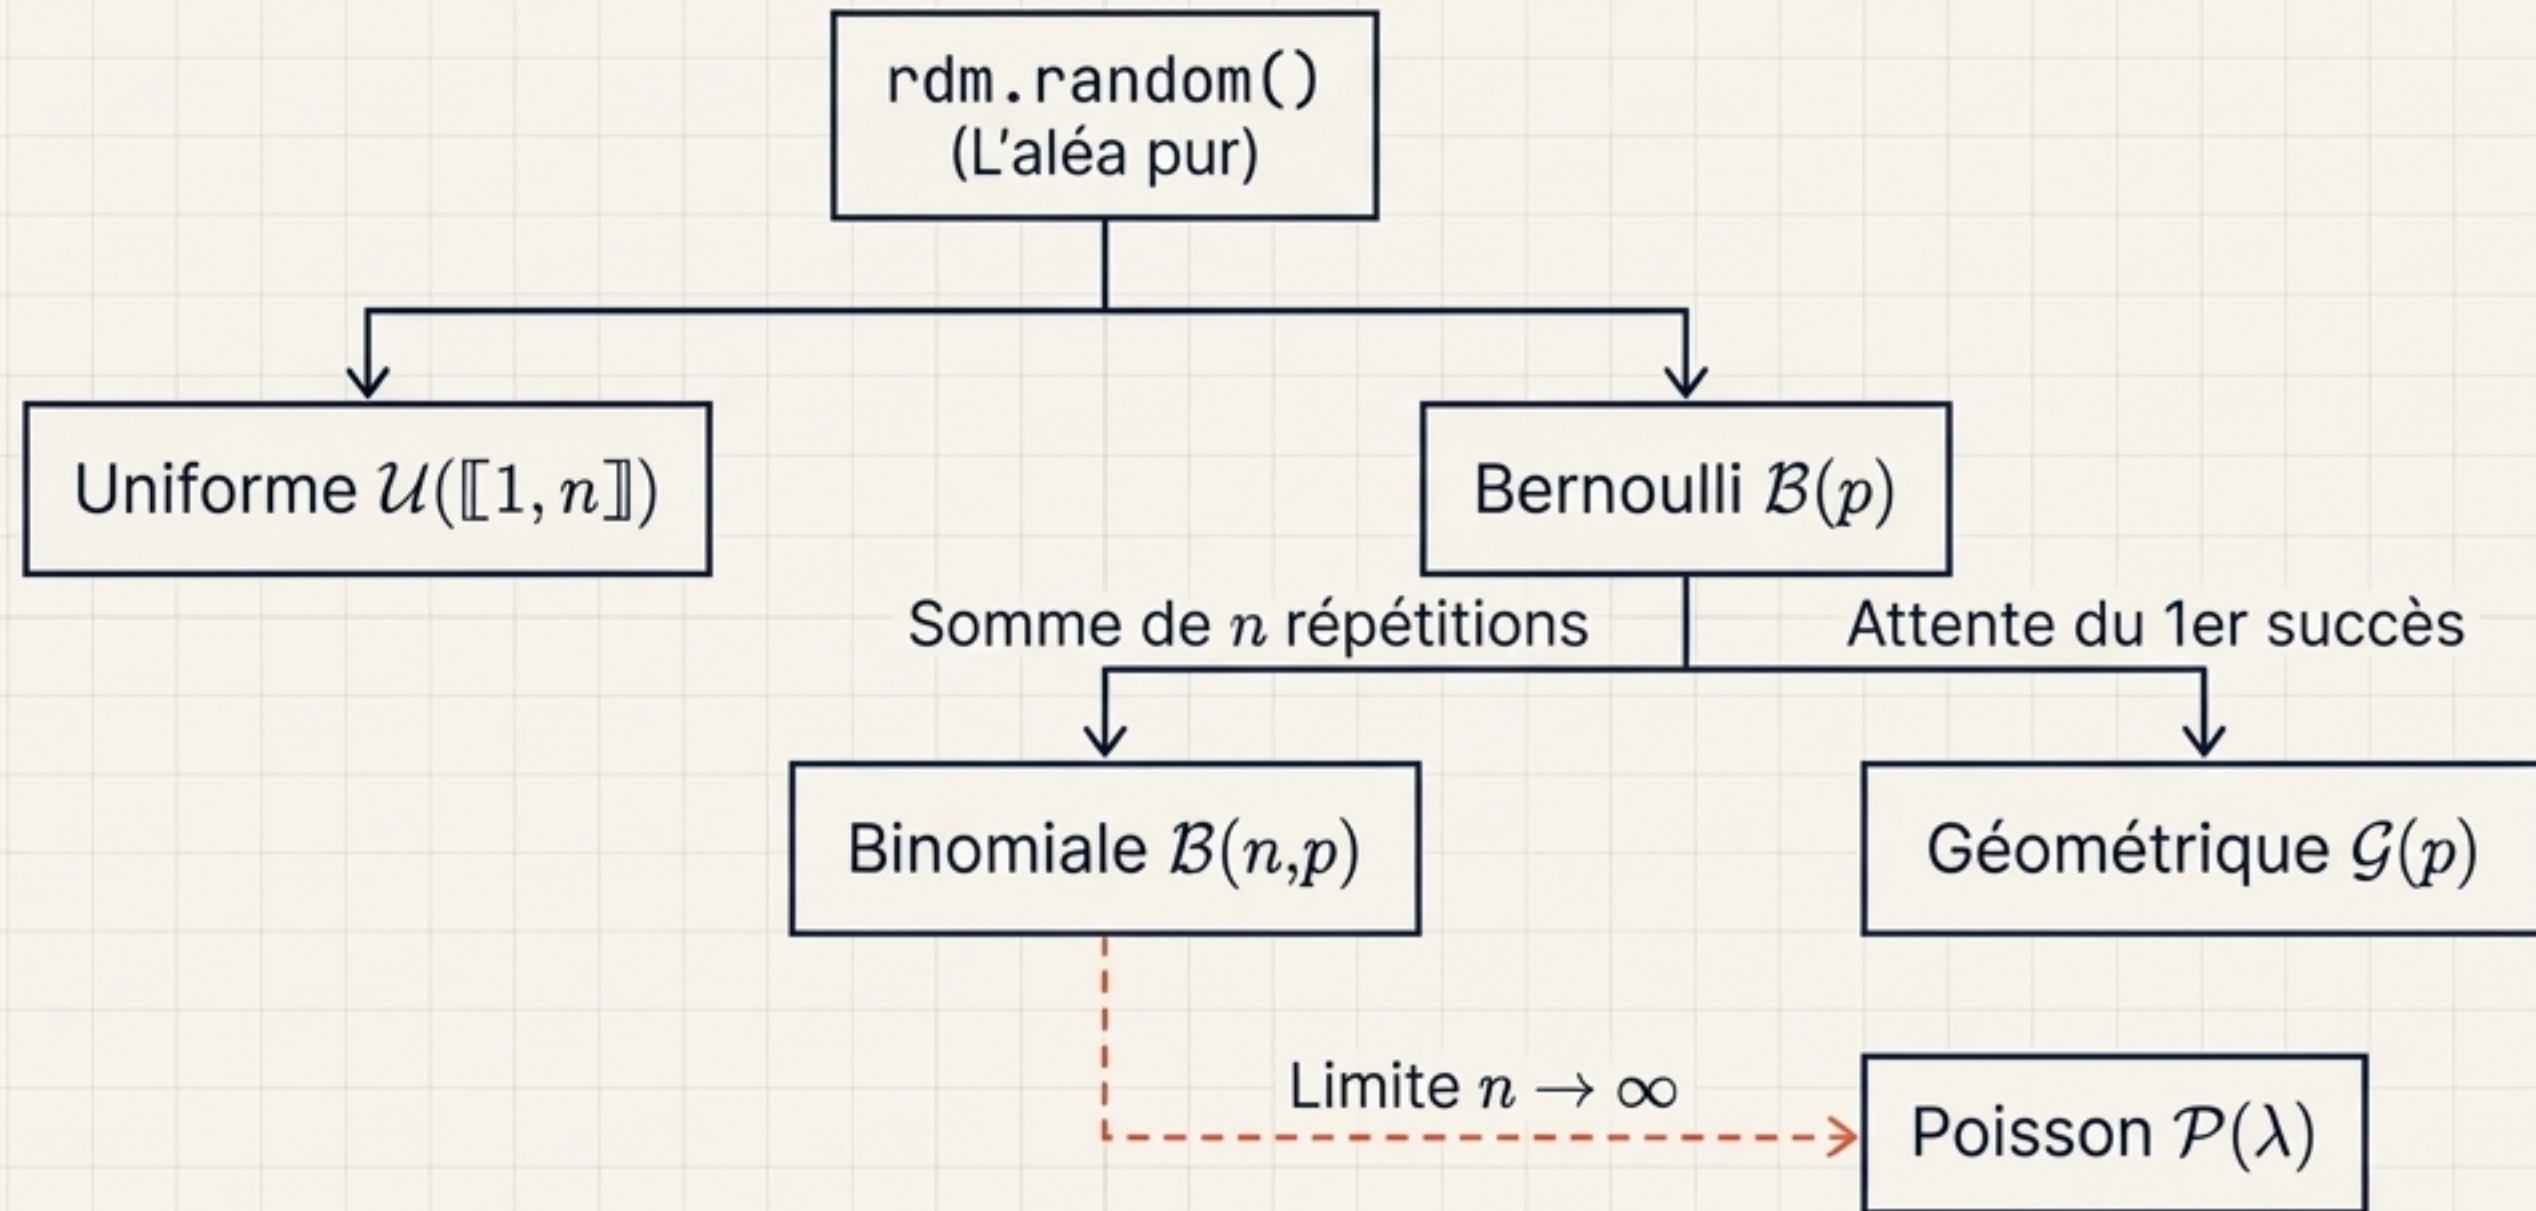 rdm.random()
(L'aléa pur)
Uniforme 𝒰(⟦1, n⟧)
Bernoulli ℬ(p)
Somme de n répétitions
Attente du 1er succès
Binomiale ℬ(n,p)
Géométrique 𝒢(p)
Limite n → ∞
Poisson 𝒫(λ)